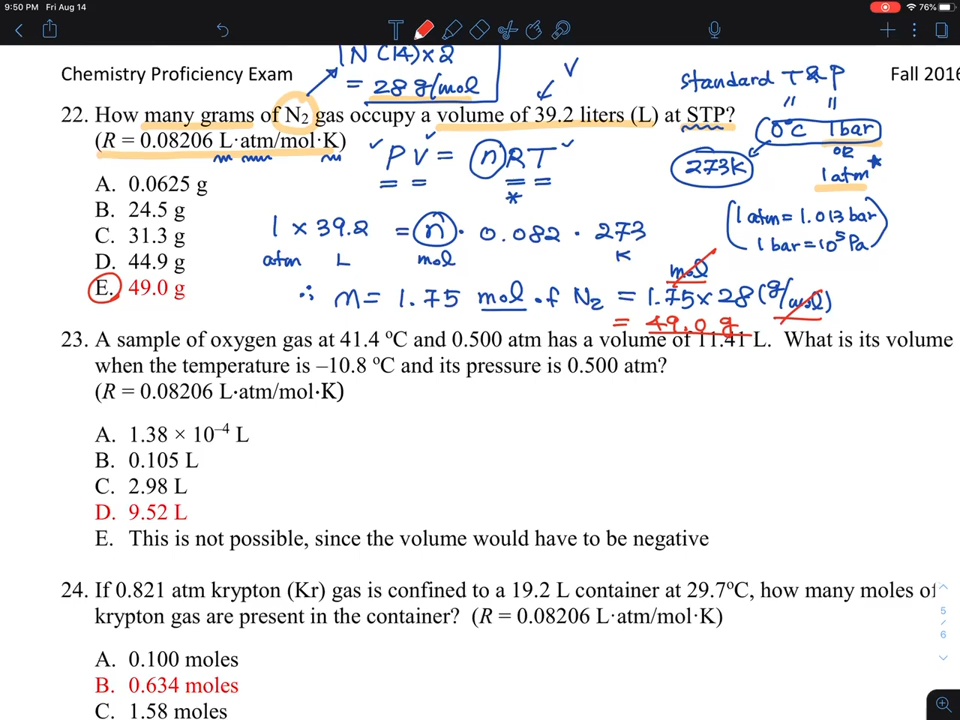 9:50 PM Fri Aug 14
76%
N (14) x 2
= 28 g/mol
Chemistry Proficiency Exam
Fall 2016
V
Standard T & P
" "
0°C 1 bar
OR
1 atm *
273K
22. How many grams of N₂ gas occupy a volume of 39.2 liters (L) at STP?
(R = 0.08206 L·atm/mol·K)
✓PV = nRT✓
*
A. 0.0625 g
B. 24.5 g
C. 31.3 g
D. 44.9 g
E. 49.0 g
(1 atm = 1.013 bar
1 bar = 10⁵ Pa)
1 x 39.2 = n · 0.082 · 273
atm L mol K
mol
∴ n = 1.75 mol of N₂ = 1.75 x 28 (g/mol)
= 49.0 g
23. A sample of oxygen gas at 41.4 ºC and 0.500 atm has a volume of 11.41 L. What is its volume
when the temperature is –10.8 ºC and its pressure is 0.500 atm?
(R = 0.08206 L·atm/mol·K)
A. 1.38 × 10⁻⁴ L
B. 0.105 L
C. 2.98 L
D. 9.52 L
E. This is not possible, since the volume would have to be negative
24. If 0.821 atm krypton (Kr) gas is confined to a 19.2 L container at 29.7ºC, how many moles of
krypton gas are present in the container? (R = 0.08206 L·atm/mol·K)
A. 0.100 moles
B. 0.634 moles
C. 1.58 moles
5
/
6